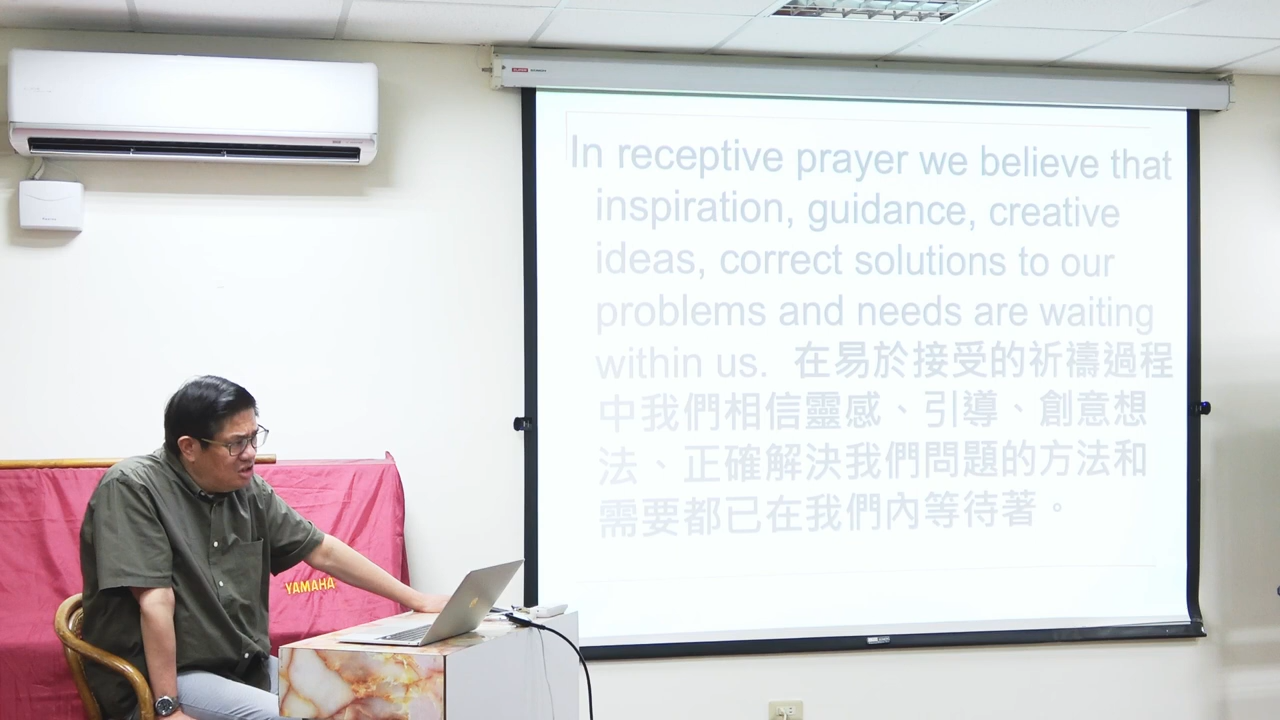 In receptive prayer we believe that
inspiration, guidance, creative
ideas, correct solutions to our
problems and needs are waiting
within us. 在易於接受的祈禱過程
中我們相信靈感、引導、創意想
法、正確解決我們問題的方法和
需要都已在我們內等待著。
YAMAHA